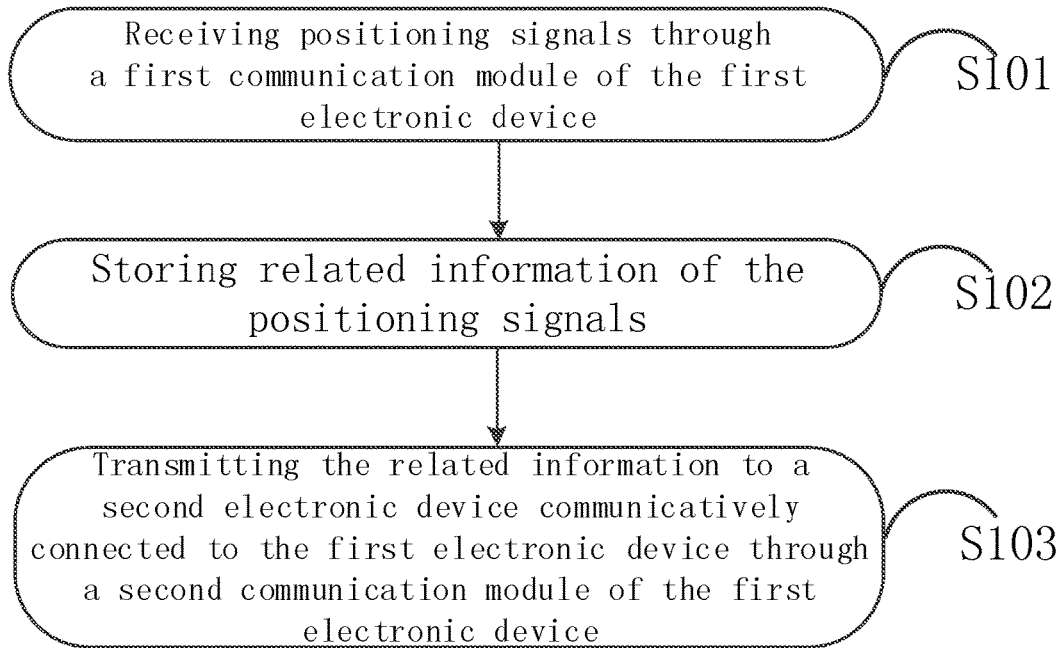 Receiving positioning signals through
a first communication module of the first
electronic device
S101
Storing related information of the
positioning signals
S102
Transmitting the related information to a
second electronic device communicatively
connected to the first electronic device through
a second communication module of the first
electronic device
S103